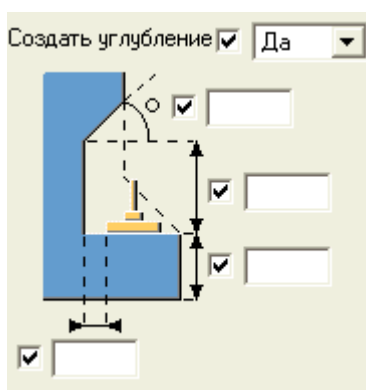 Создать углубление Да